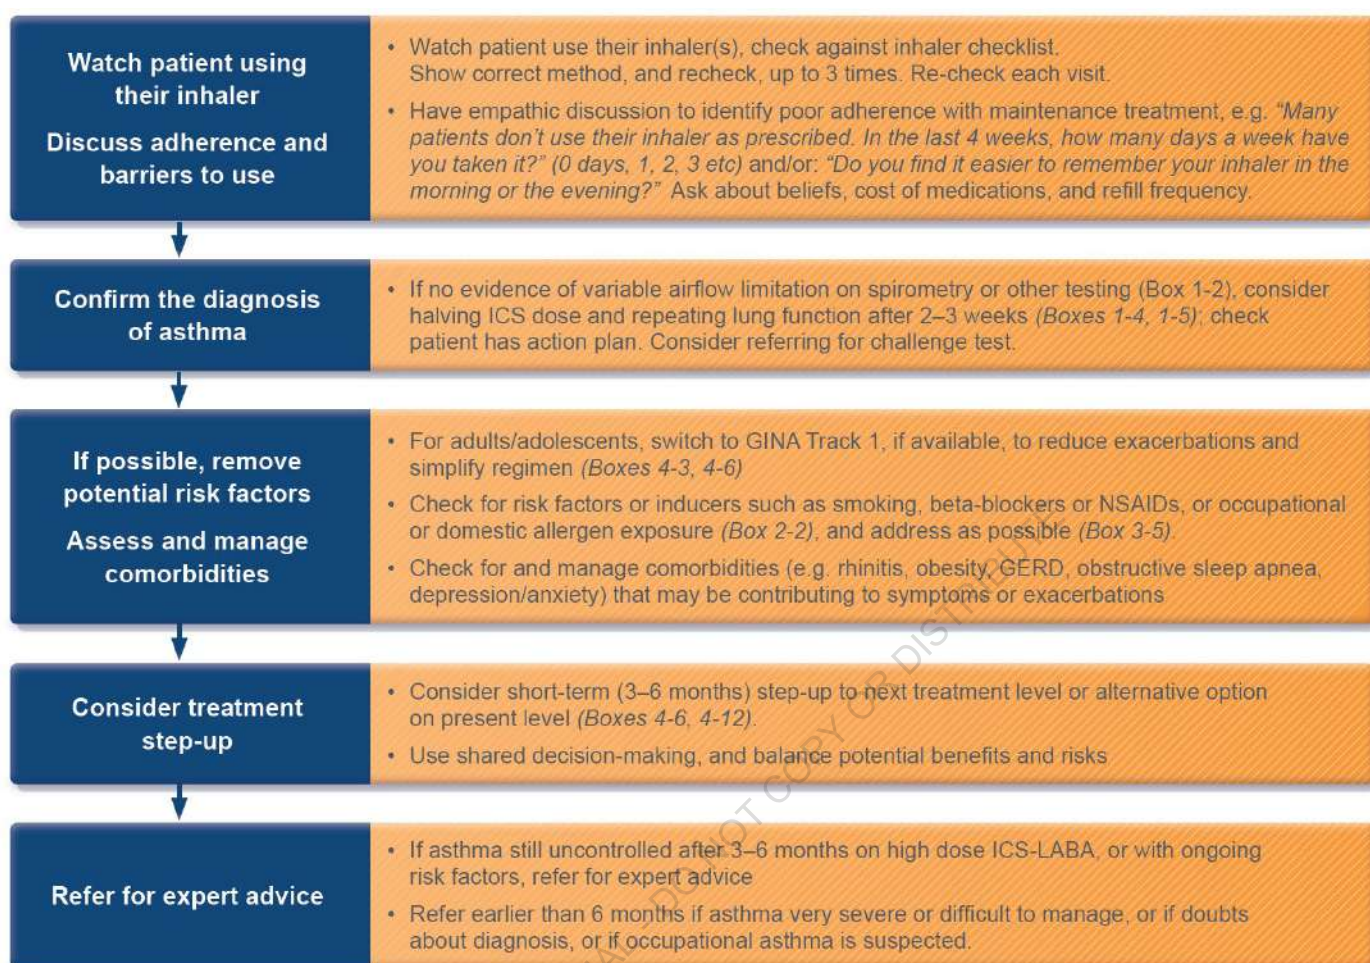 Watch patient using
their inhaler
Discuss adherence and
barriers to use
• Watch patient use their inhaler(s), check against inhaler checklist.
Show correct method, and recheck, up to 3 times. Re-check each visit.
• Have empathic discussion to identify poor adherence with maintenance treatment, e.g. “Many
patients don’t use their inhaler as prescribed. In the last 4 weeks, how many days a week have
you taken it?” (0 days, 1, 2, 3 etc) and/or: “Do you find it easier to remember your inhaler in the
morning or the evening?” Ask about beliefs, cost of medications, and refill frequency.
Confirm the diagnosis
of asthma
• If no evidence of variable airflow limitation on spirometry or other testing (Box 1-2), consider
halving ICS dose and repeating lung function after 2–3 weeks (Boxes 1-4, 1-5); check
patient has action plan. Consider referring for challenge test.
If possible, remove
potential risk factors
Assess and manage
comorbidities
• For adults/adolescents, switch to GINA Track 1, if available, to reduce exacerbations and
simplify regimen (Boxes 4-3, 4-6)
• Check for risk factors or inducers such as smoking, beta-blockers or NSAIDs, or occupational
or domestic allergen exposure (Box 2-2), and address as possible (Box 3-5).
• Check for and manage comorbidities (e.g. rhinitis, obesity, GERD, obstructive sleep apnea,
depression/anxiety) that may be contributing to symptoms or exacerbations
Consider treatment
step-up
• Consider short-term (3–6 months) step-up to next treatment level or alternative option
on present level (Boxes 4-6, 4-12).
• Use shared decision-making, and balance potential benefits and risks
Refer for expert advice
• If asthma still uncontrolled after 3–6 months on high dose ICS-LABA, or with ongoing
risk factors, refer for expert advice
• Refer earlier than 6 months if asthma very severe or difficult to manage, or if doubts
about diagnosis, or if occupational asthma is suspected.
DO NOT COPY OR DISTRIBUTE